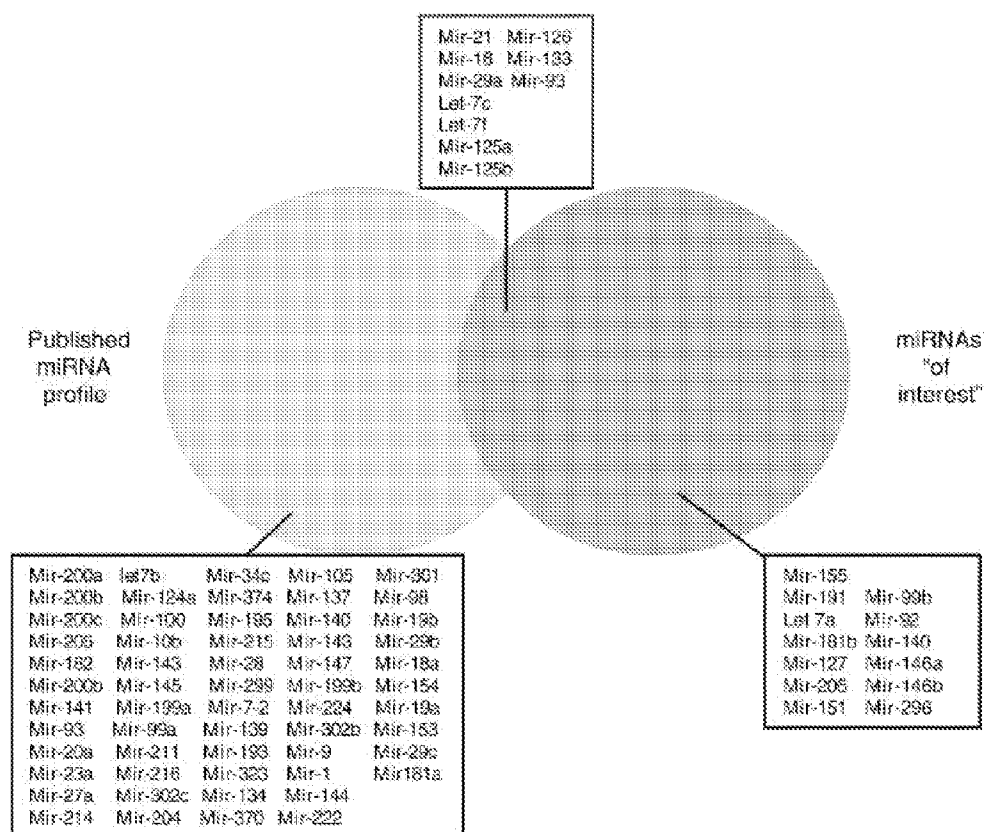 Mir-21 Mir-126
Mir-18 Mir-133
Mir-29a Mir-93
Let-7c
Let-7f
Mir-125a
Mir-125b
Published
miRNA
profile
miRNAs
"of
interest"
Mir-200a let7b Mir-34c Mir-105 Mir-301
Mir-200b Mir-124a Mir-374 Mir-137 Mir-98
Mir-200c Mir-100 Mir-195 Mir-140 Mir-19b
Mir-205 Mir-10b Mir-215 Mir-143 Mir-29b
Mir-182 Mir-143 Mir-28 Mir-147 Mir-18a
Mir-200b Mir-145 Mir-299 Mir-199b Mir-154
Mir-141 Mir-199a Mir-7-2 Mir-224 Mir-19a
Mir-93 Mir-99a Mir-139 Mir-302b Mir-153
Mir-20a Mir-211 Mir-193 Mir-9 Mir-29c
Mir-23a Mir-216 Mir-323 Mir-1 Mir181a
Mir-27a Mir-302c Mir-134 Mir-144
Mir-214 Mir-204 Mir-370 Mir-222
Mir-155
Mir-191 Mir-99b
Let 7a Mir-92
Mir-181b Mir-140
Mir-127 Mir-146a
Mir-205 Mir-146b
Mir-151 Mir-296